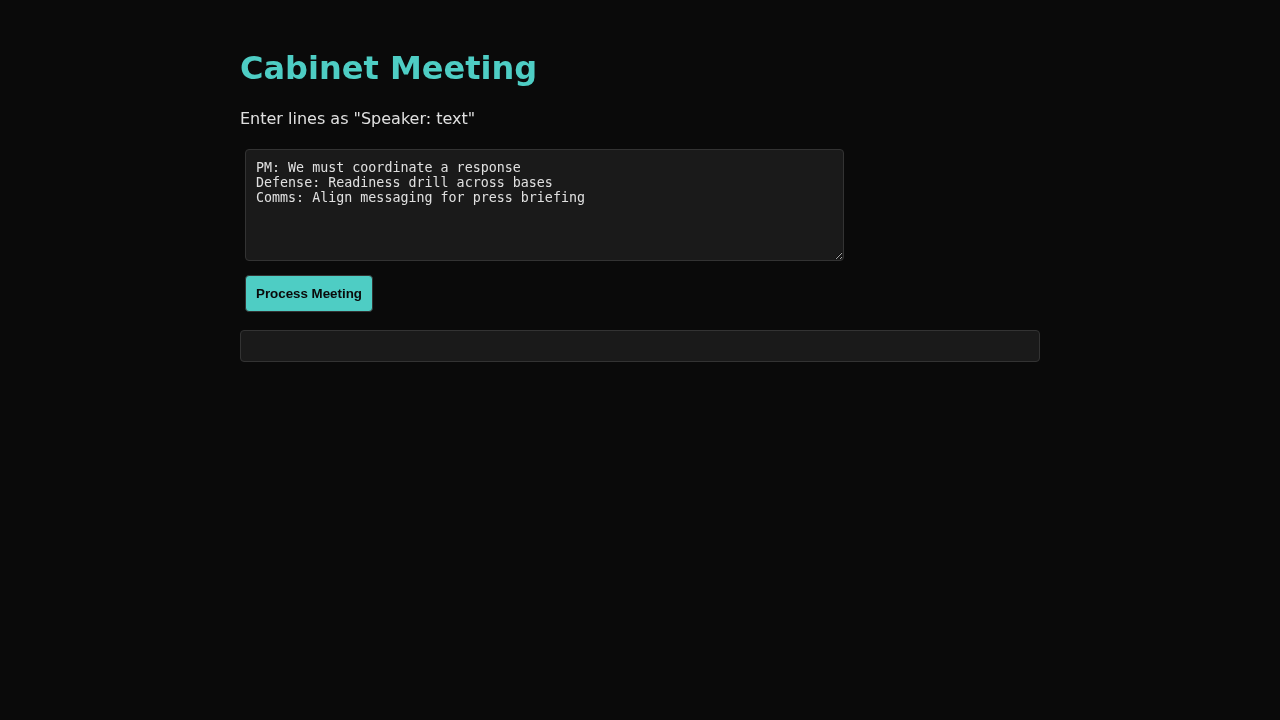 Cabinet Meeting
Enter lines as "Speaker: text"
PM: We must coordinate a response
Defense: Readiness drill across bases
Comms: Align messaging for press briefing
Process Meeting